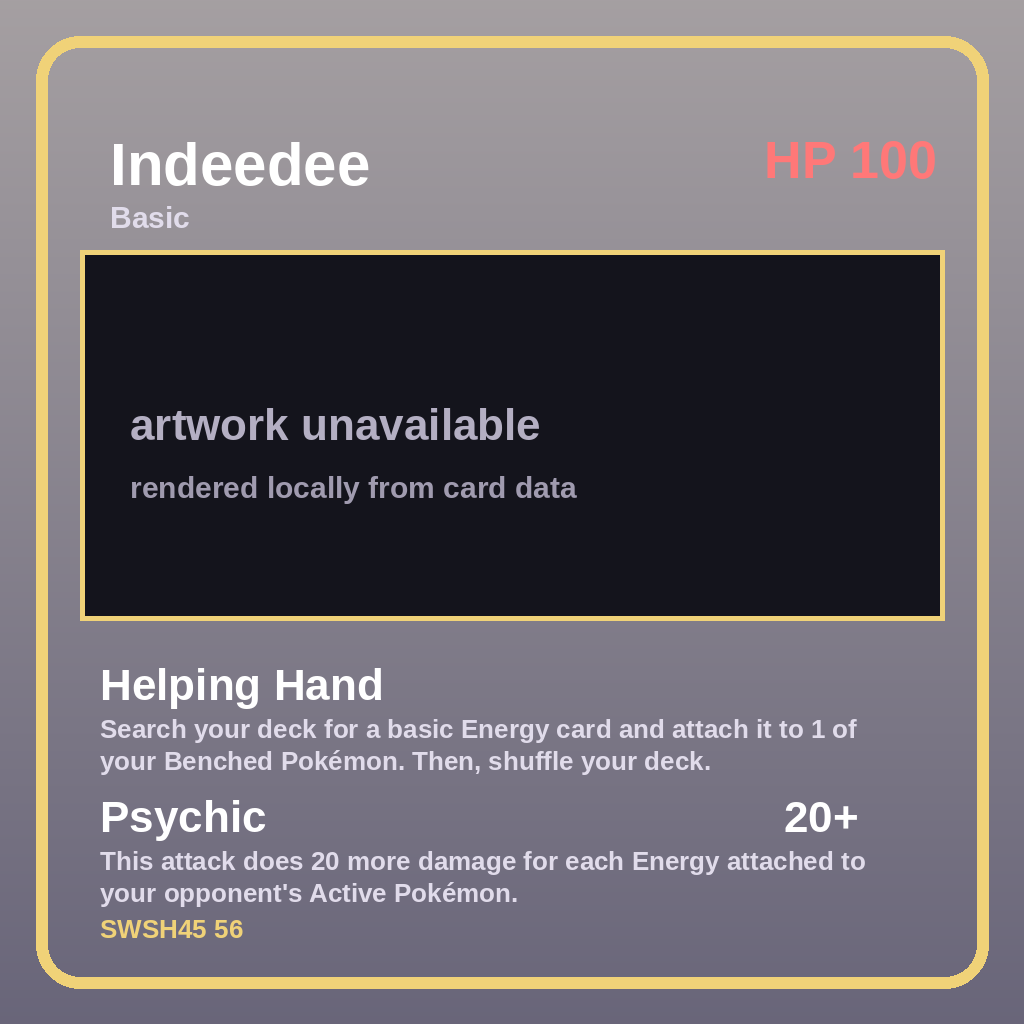 Indeedee
HP 100
Basic
artwork unavailable
rendered locally from card data
Helping Hand
Search your deck for a basic Energy card and attach it to 1 of
your Benched Pokémon. Then, shuffle your deck.
Psychic 20+
This attack does 20 more damage for each Energy attached to
your opponent's Active Pokémon.
SWSH45 56